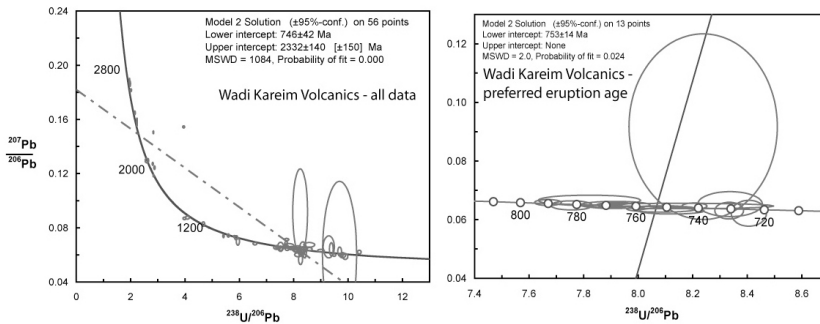 0.24
0.20
0.16
0.12
0.08
0.04
207Pb
206Pb
Model 2 Solution (±95%-conf.) on 56 points
Lower intercept: 746±42 Ma
Upper intercept: 2332±140 [±150] Ma
MSWD = 1084, Probability of fit = 0.000
Wadi Kareim Volcanics - all data
2800
2000
1200
0 2 4 6 8 10 12
238U/206Pb
Model 2 Solution (±95%-conf.) on 13 points
Lower intercept: 753±14 Ma
Upper intercept: None
MSWD = 2.0, Probability of fit = 0.024
Wadi Kareim Volcanics -
preferred eruption age
0.12
0.10
0.08
0.06
0.04
800 780 760 740 720
7.4 7.6 7.8 8.0 8.2 8.4 8.6
238U/206Pb